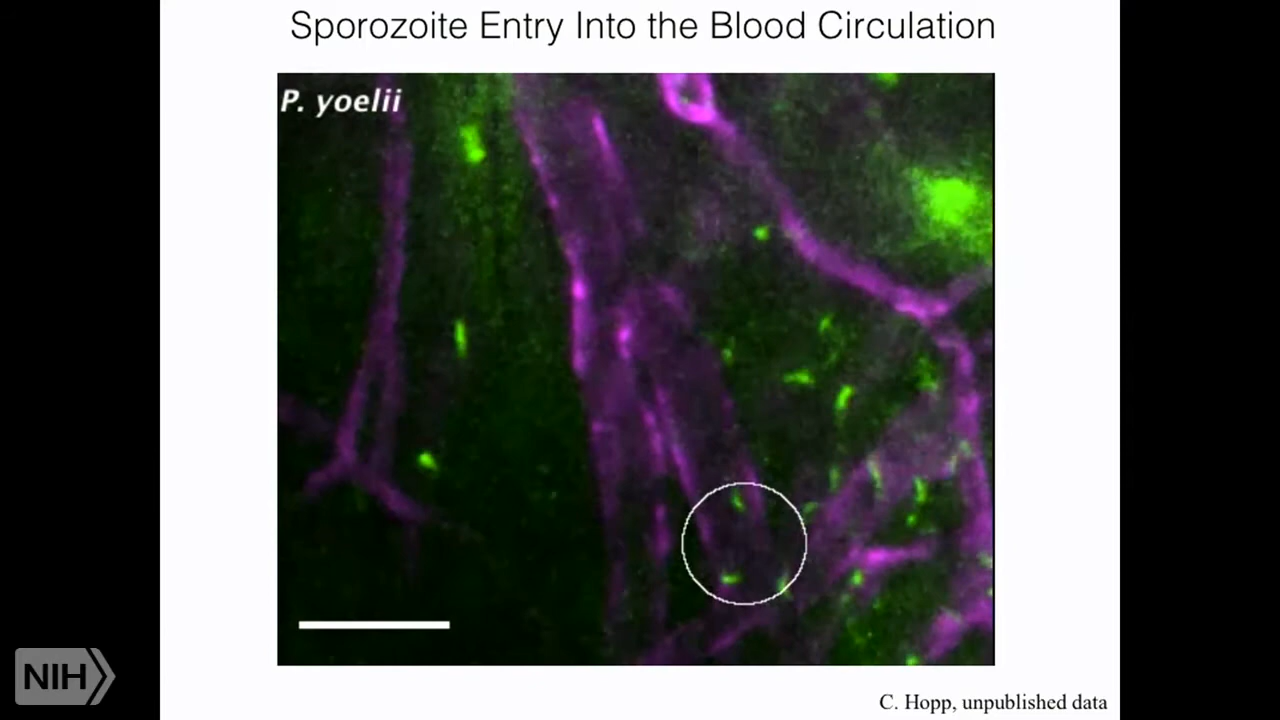 Sporozoite Entry Into the Blood Circulation
P. yoelii
NIH
C. Hopp, unpublished data